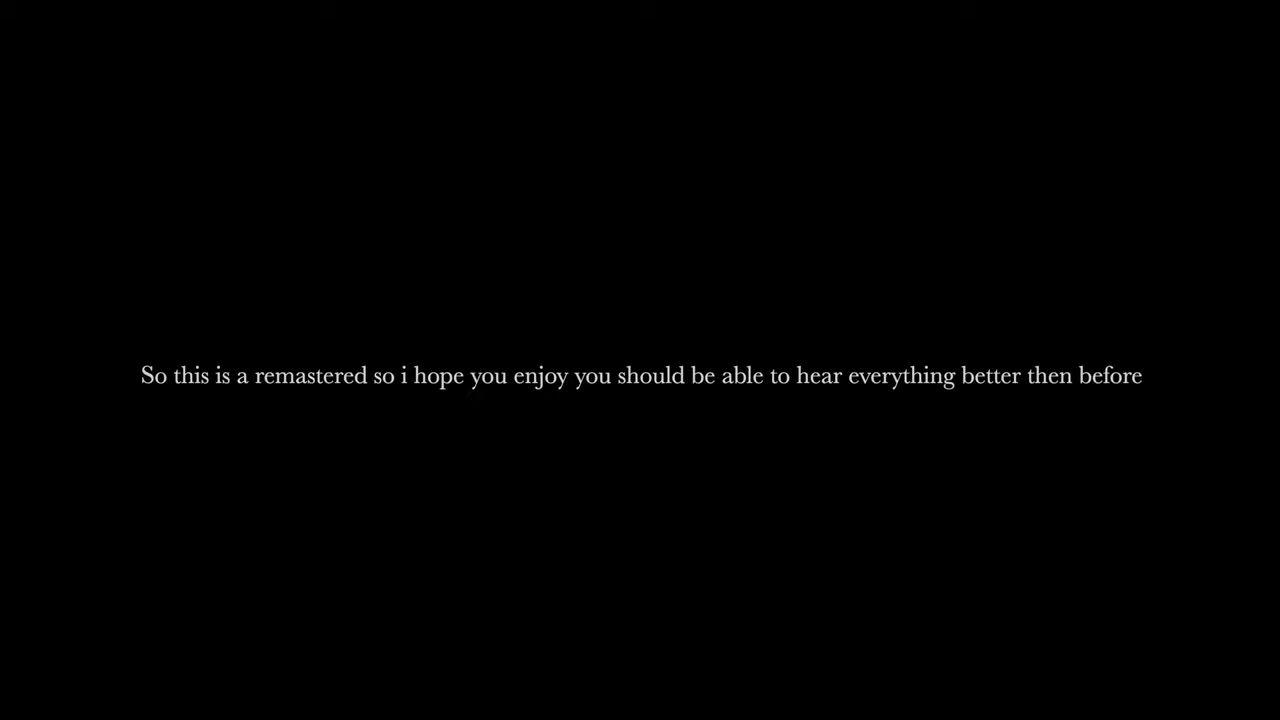 So this is a remastered so i hope you enjoy you should be able to hear everything better then before